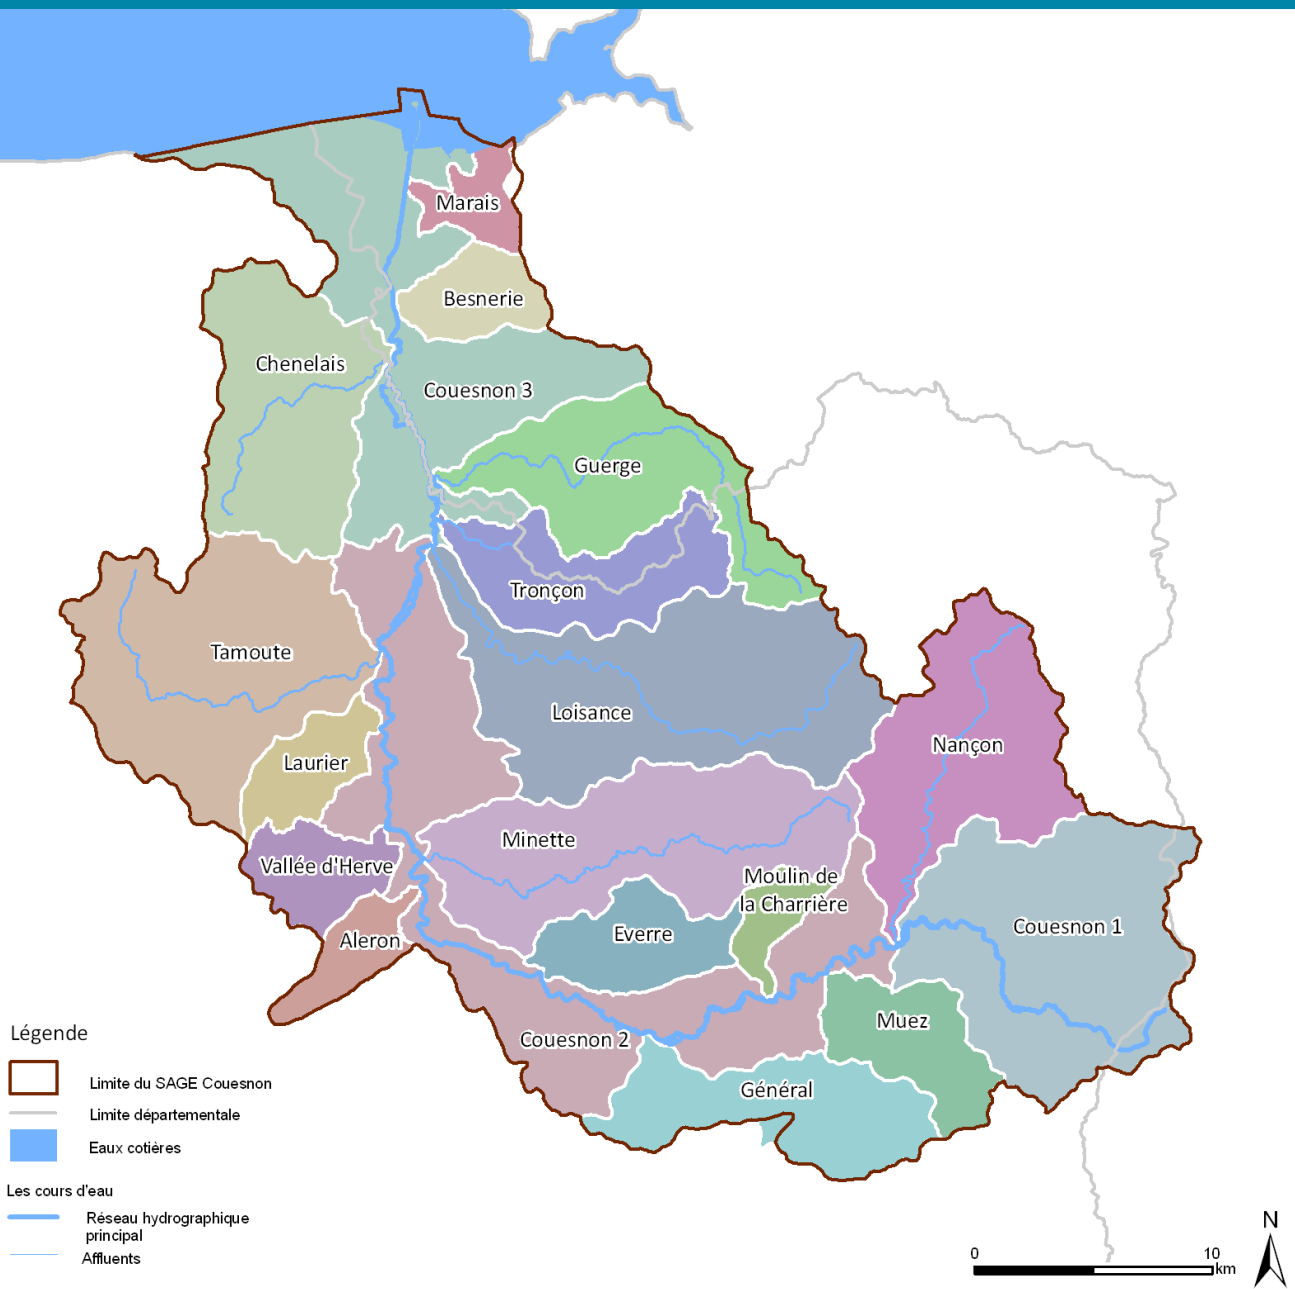 Marais
Besnerie
Chenelais
Couesnon 3
Guerge
Tronçon
Tamoute
Loisance
Nançon
Laurier
Minette
Vallée d'Herve
Moulin de
la Charrière
Everre
Couesnon 1
Aleron
Muez
Couesnon 2
Général
Légende
Limite du SAGE Couesnon
Limite départementale
Eaux cotières
Les cours d'eau
Réseau hydrographique
principal
Affluents
N
0 10
km